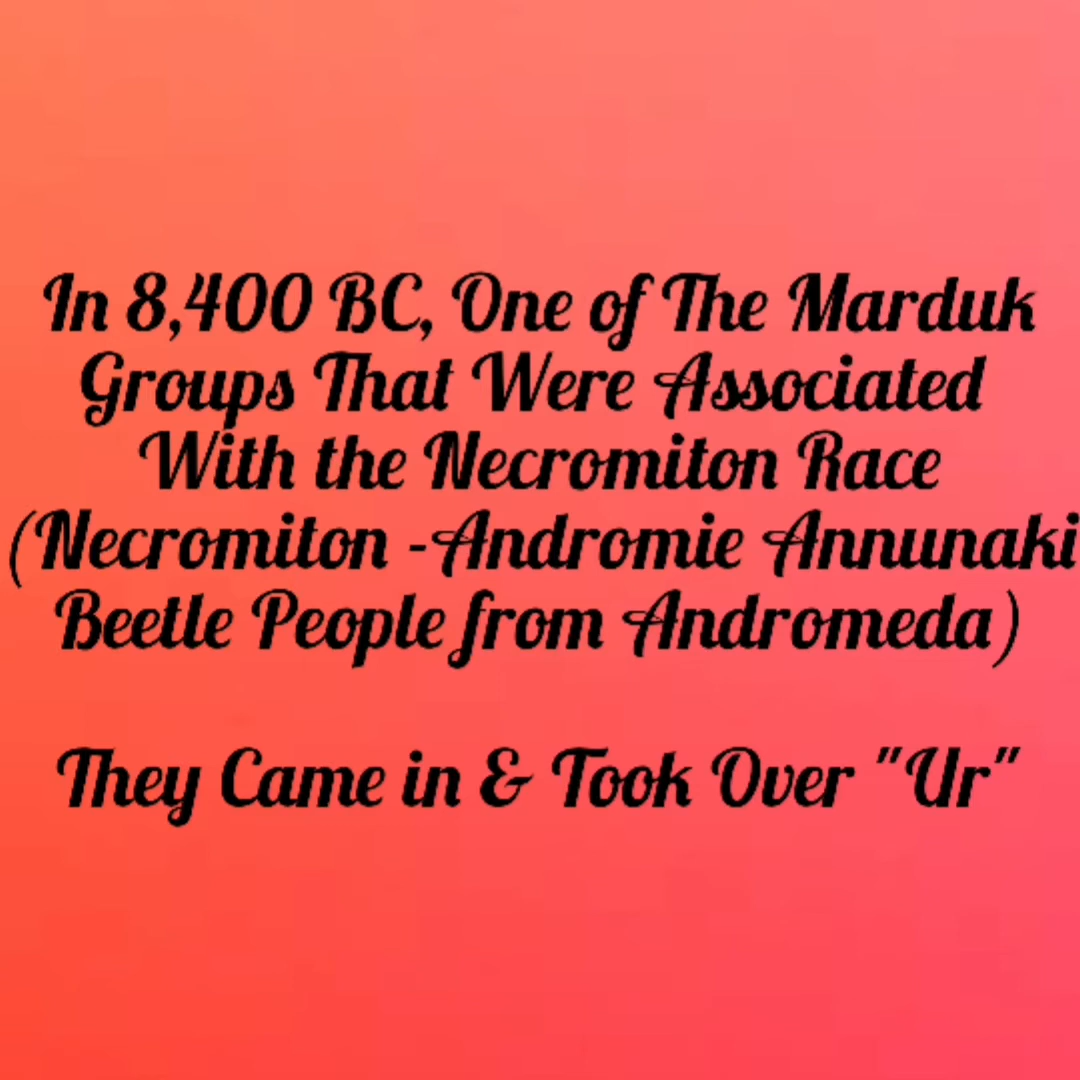 In 8,400 BC, One of The Marduk
Groups That Were Associated
With the Necromiton Race
(Necromiton -Andromie Annunaki
Beetle People from Andromeda)
They Came in & Took Over "Ur"